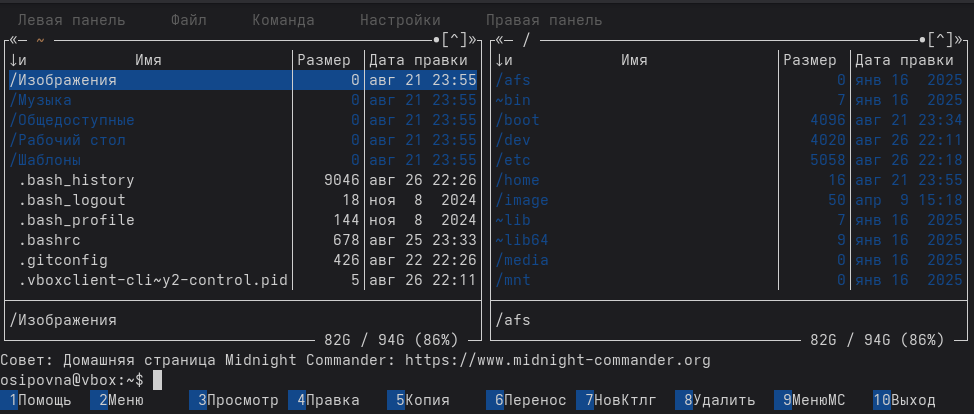 Левая панель Файл Команда Настройки Правая панель
«— ~ •[^]» «— / •[^]»
↓и Имя Размер Дата правки ↓и Имя Размер Дата правки
/Изображения 0 авг 21 23:55 /afs 0 янв 16 2025
/Музыка 0 авг 21 23:55 ~bin 7 янв 16 2025
/Общедоступные 0 авг 21 23:55 /boot 4096 авг 21 23:34
/Рабочий стол 0 авг 21 23:55 /dev 4020 авг 26 22:11
/Шаблоны 0 авг 21 23:55 /etc 5058 авг 26 22:18
.bash_history 9046 авг 26 22:26 /home 16 авг 21 23:55
.bash_logout 18 ноя 8 2024 /image 50 апр 9 15:18
.bash_profile 144 ноя 8 2024 ~lib 7 янв 16 2025
.bashrc 678 авг 25 23:33 ~lib64 9 янв 16 2025
.gitconfig 426 авг 22 22:26 /media 0 янв 16 2025
.vboxclient-cli~y2-control.pid 5 авг 26 22:11 /mnt 0 янв 16 2025
/Изображения /afs
82G / 94G (86%) 82G / 94G (86%)
Совет: Домашняя страница Midnight Commander: https://www.midnight-commander.org
osipovna@vbox:~$
1Помощь 2Меню 3Просмотр 4Правка 5Копия 6Перенос 7НовКтлг 8Удалить 9МенюМС 10Выход